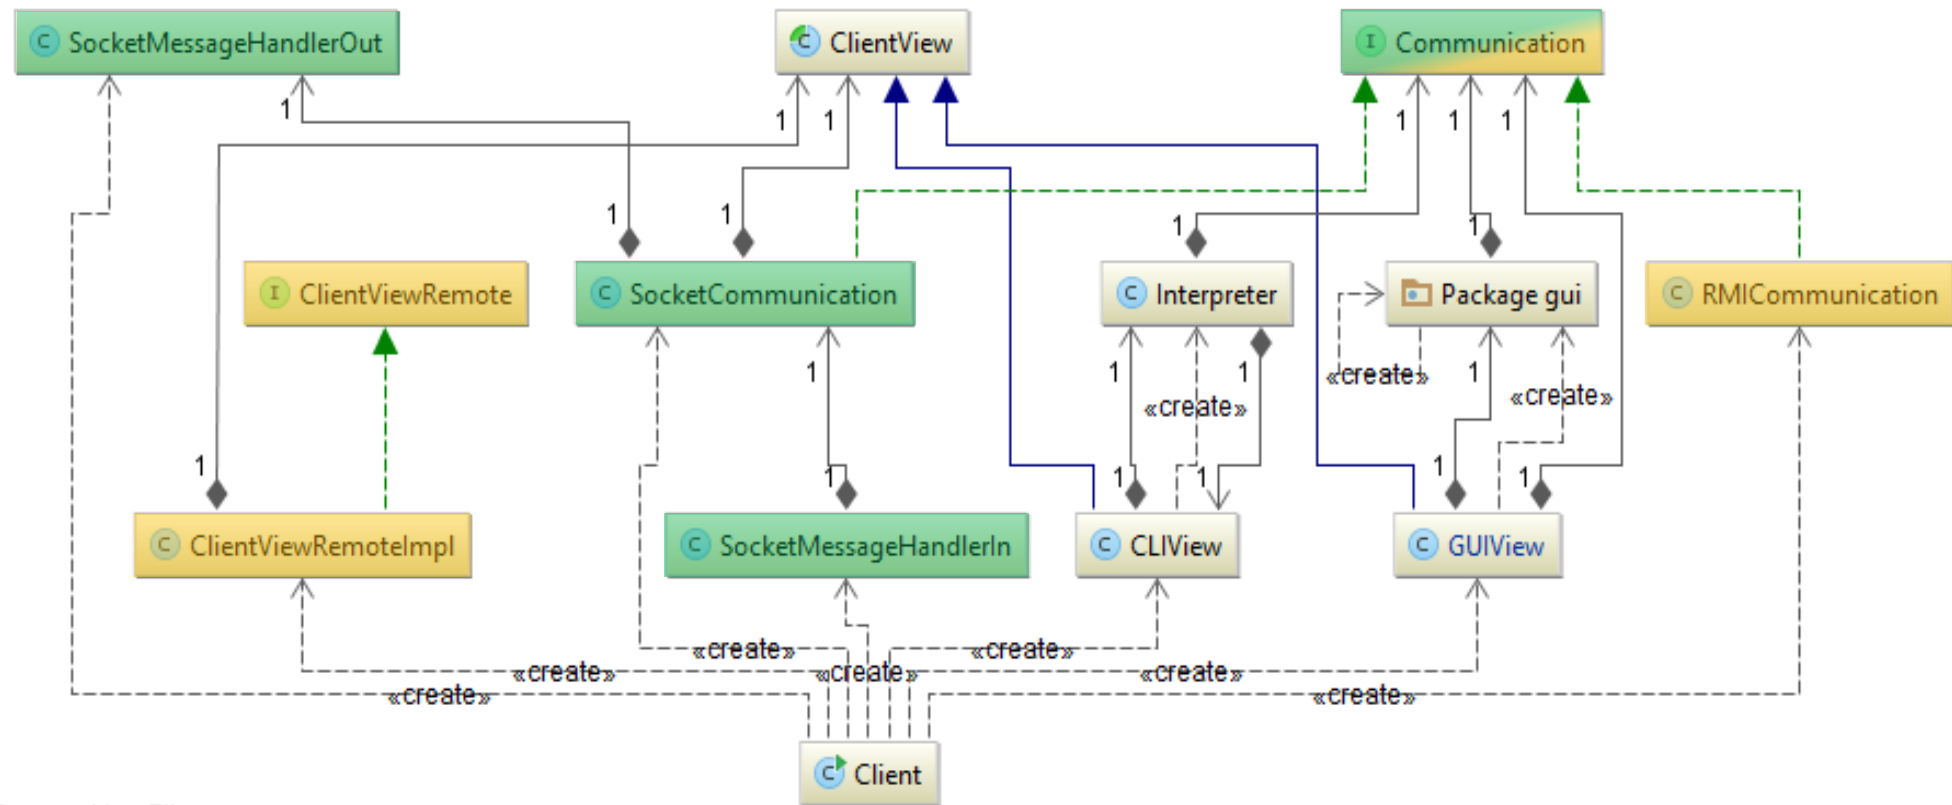 SocketMessageHandlerOut
ClientView
Communication
1
1
1
1
1
1
1
1
1
1
ClientViewRemote
SocketCommunication
Interpreter
Package gui
RMICommunication
1
1
1
«create»
1
«create»
«create»
1
1
1
1
1
ClientViewRemoteImpl
SocketMessageHandlerIn
CLIView
GUIView
«create»
«create»
«create»
«create»
«create»
«create»
«create»
Client